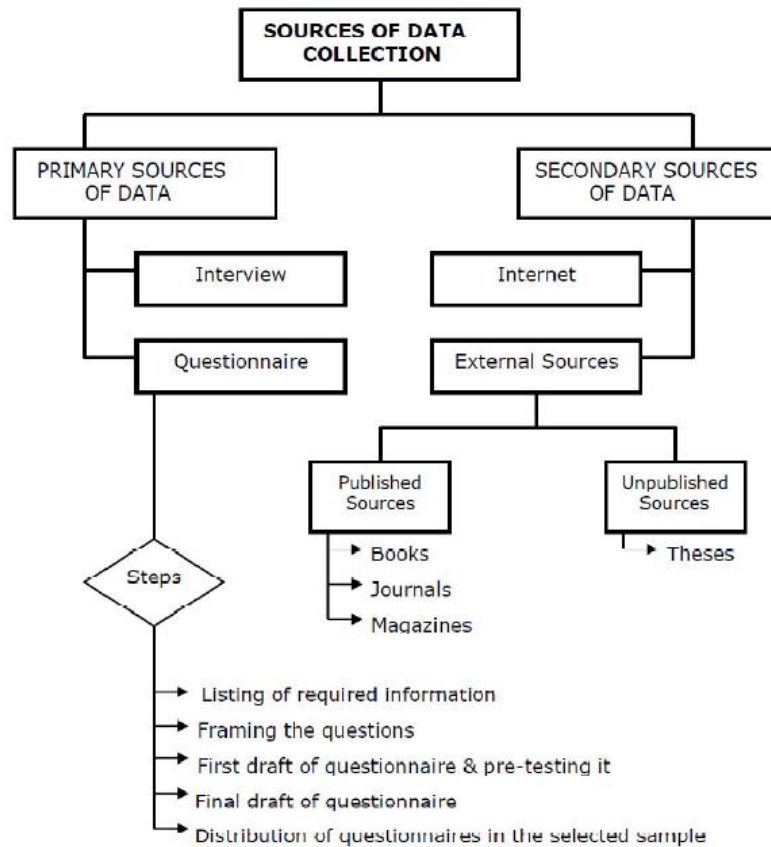 SOURCES OF DATA
COLLECTION
PRIMARY SOURCES
OF DATA
SECONDARY SOURCES
OF DATA
Interview
Internet
Questionnaire
External Sources
Published
Sources
Unpublished
Sources
Books
Journals
Magazines
Theses
Steps
Listing of required information
Framing the questions
First draft of questionnaire & pre-testing it
Final draft of questionnaire
Distribution of questionnaires in the selected sample